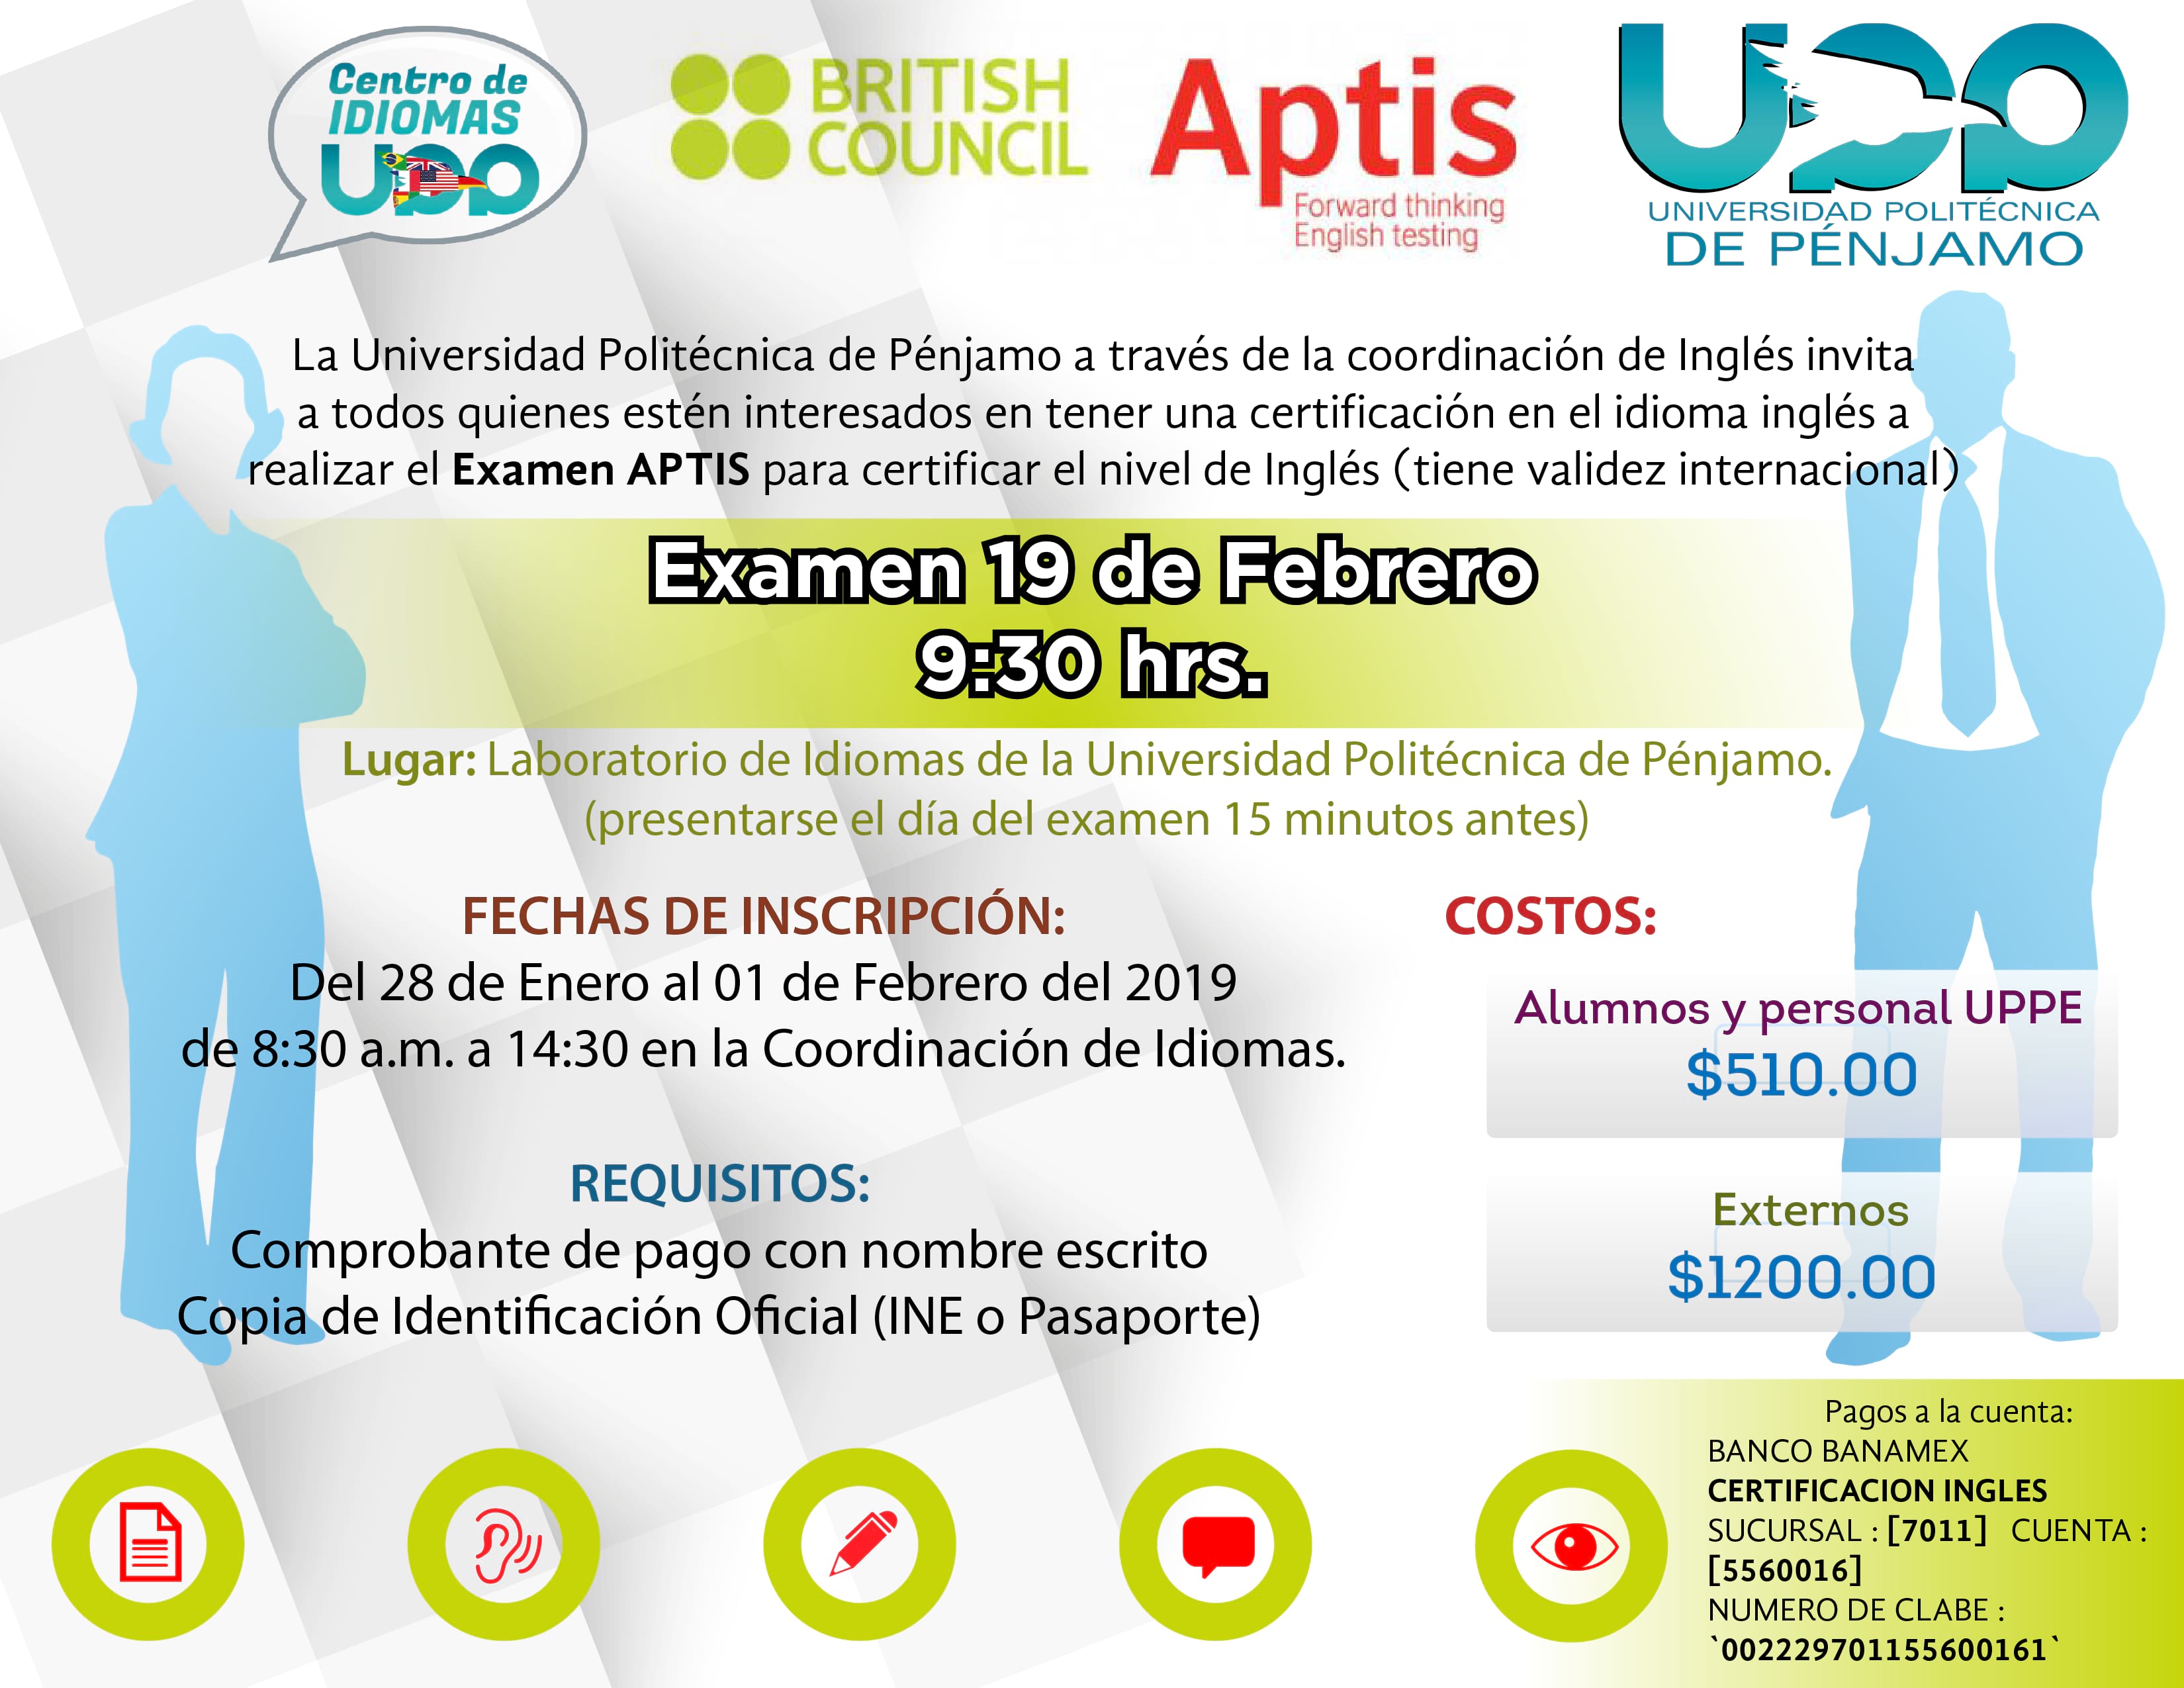 Centro de
IDIOMAS
UPP
BRITISH
COUNCIL
Aptis
Forward thinking
English testing
UPP
UNIVERSIDAD POLITÉCNICA
DE PÉNJAMO
La Universidad Politécnica de Pénjamo a través de la coordinación de Inglés invita
a todos quienes estén interesados en tener una certificación en el idioma inglés a
realizar el Examen APTIS para certificar el nivel de Inglés (tiene validez internacional)
Examen 19 de Febrero
9:30 hrs.
Lugar: Laboratorio de Idiomas de la Universidad Politécnica de Pénjamo.
(presentarse el día del examen 15 minutos antes)
FECHAS DE INSCRIPCIÓN:
Del 28 de Enero al 01 de Febrero del 2019
de 8:30 a.m. a 14:30 en la Coordinación de Idiomas.
REQUISITOS:
Comprobante de pago con nombre escrito
Copia de Identificación Oficial (INE o Pasaporte)
COSTOS:
Alumnos y personal UPPE
$510.00
Externos
$1200.00
Pagos a la cuenta:
BANCO BANAMEX
CERTIFICACION INGLES
SUCURSAL : [7011] CUENTA :
[5560016]
NUMERO DE CLABE :
`002229701155600161`